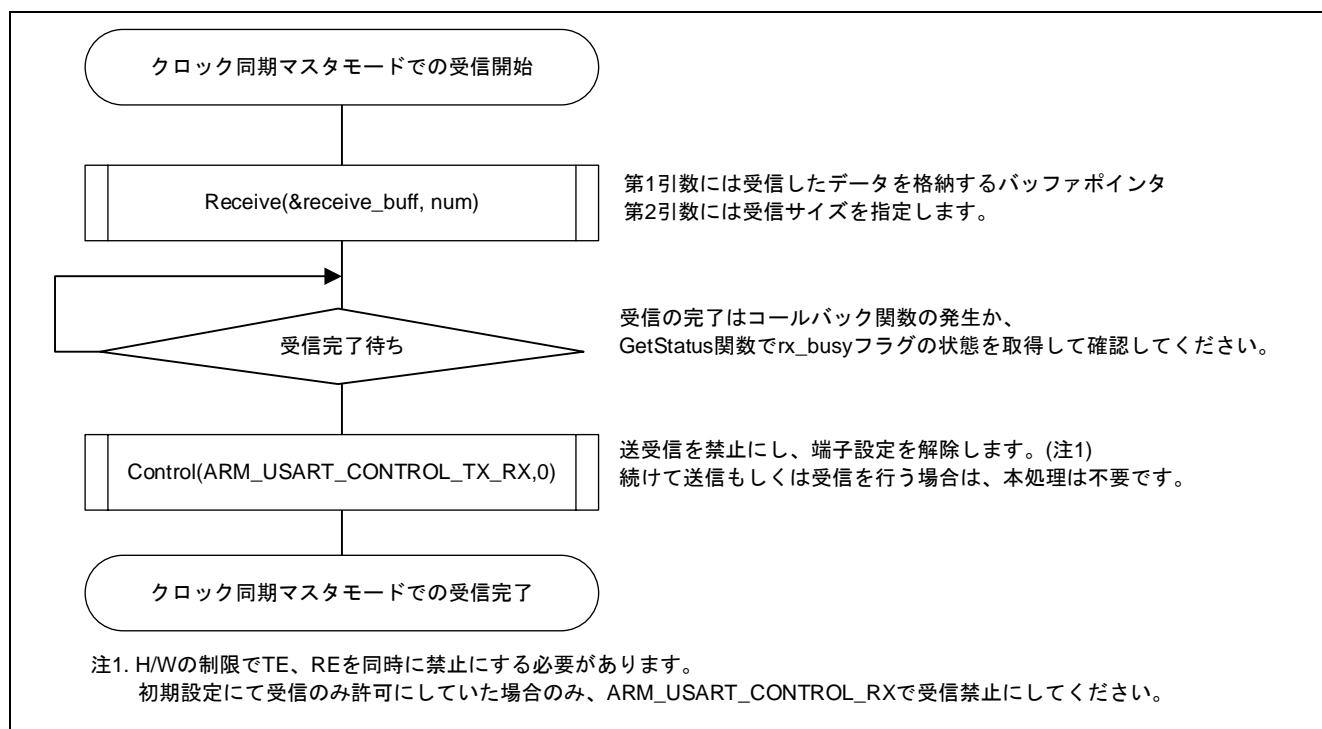 クロック同期マスタモードでの受信開始
Receive(&receive_buff, num)
第1引数には受信したデータを格納するバッファポインタ
第2引数には受信サイズを指定します。
受信完了待ち
受信の完了はコールバック関数の発生か、
GetStatus関数でrx_busyフラグの状態を取得して確認してください。
Control(ARM_USART_CONTROL_TX_RX,0)
送受信を禁止にし、端子設定を解除します。(注1)
続けて送信もしくは受信を行う場合は、本処理は不要です。
クロック同期マスタモードでの受信完了
注1. H/Wの制限でTE、REを同時に禁止にする必要があります。
初期設定にて受信のみ許可にしていた場合のみ、ARM_USART_CONTROL_RXで受信禁止にしてください。